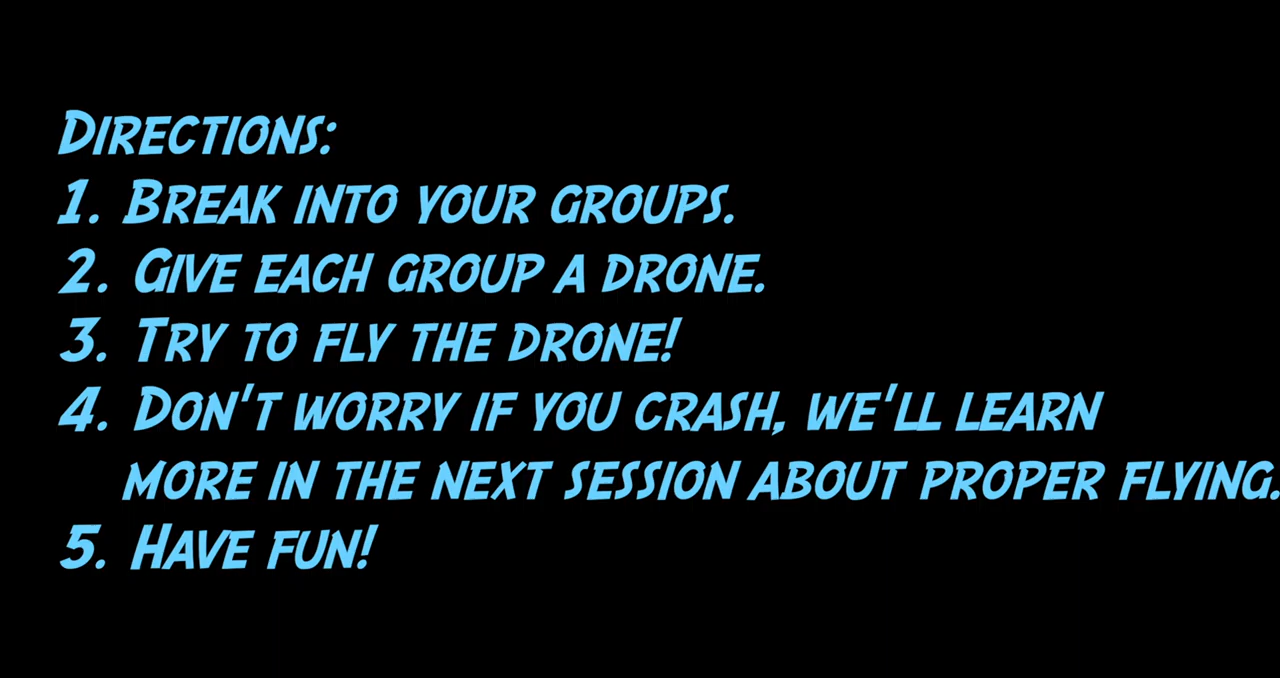 Directions:
1. Break into your groups.
2. Give each group a drone.
3. Try to fly the drone!
4. Don't worry if you crash, we'll learn
more in the next session about proper flying.
5. Have fun!